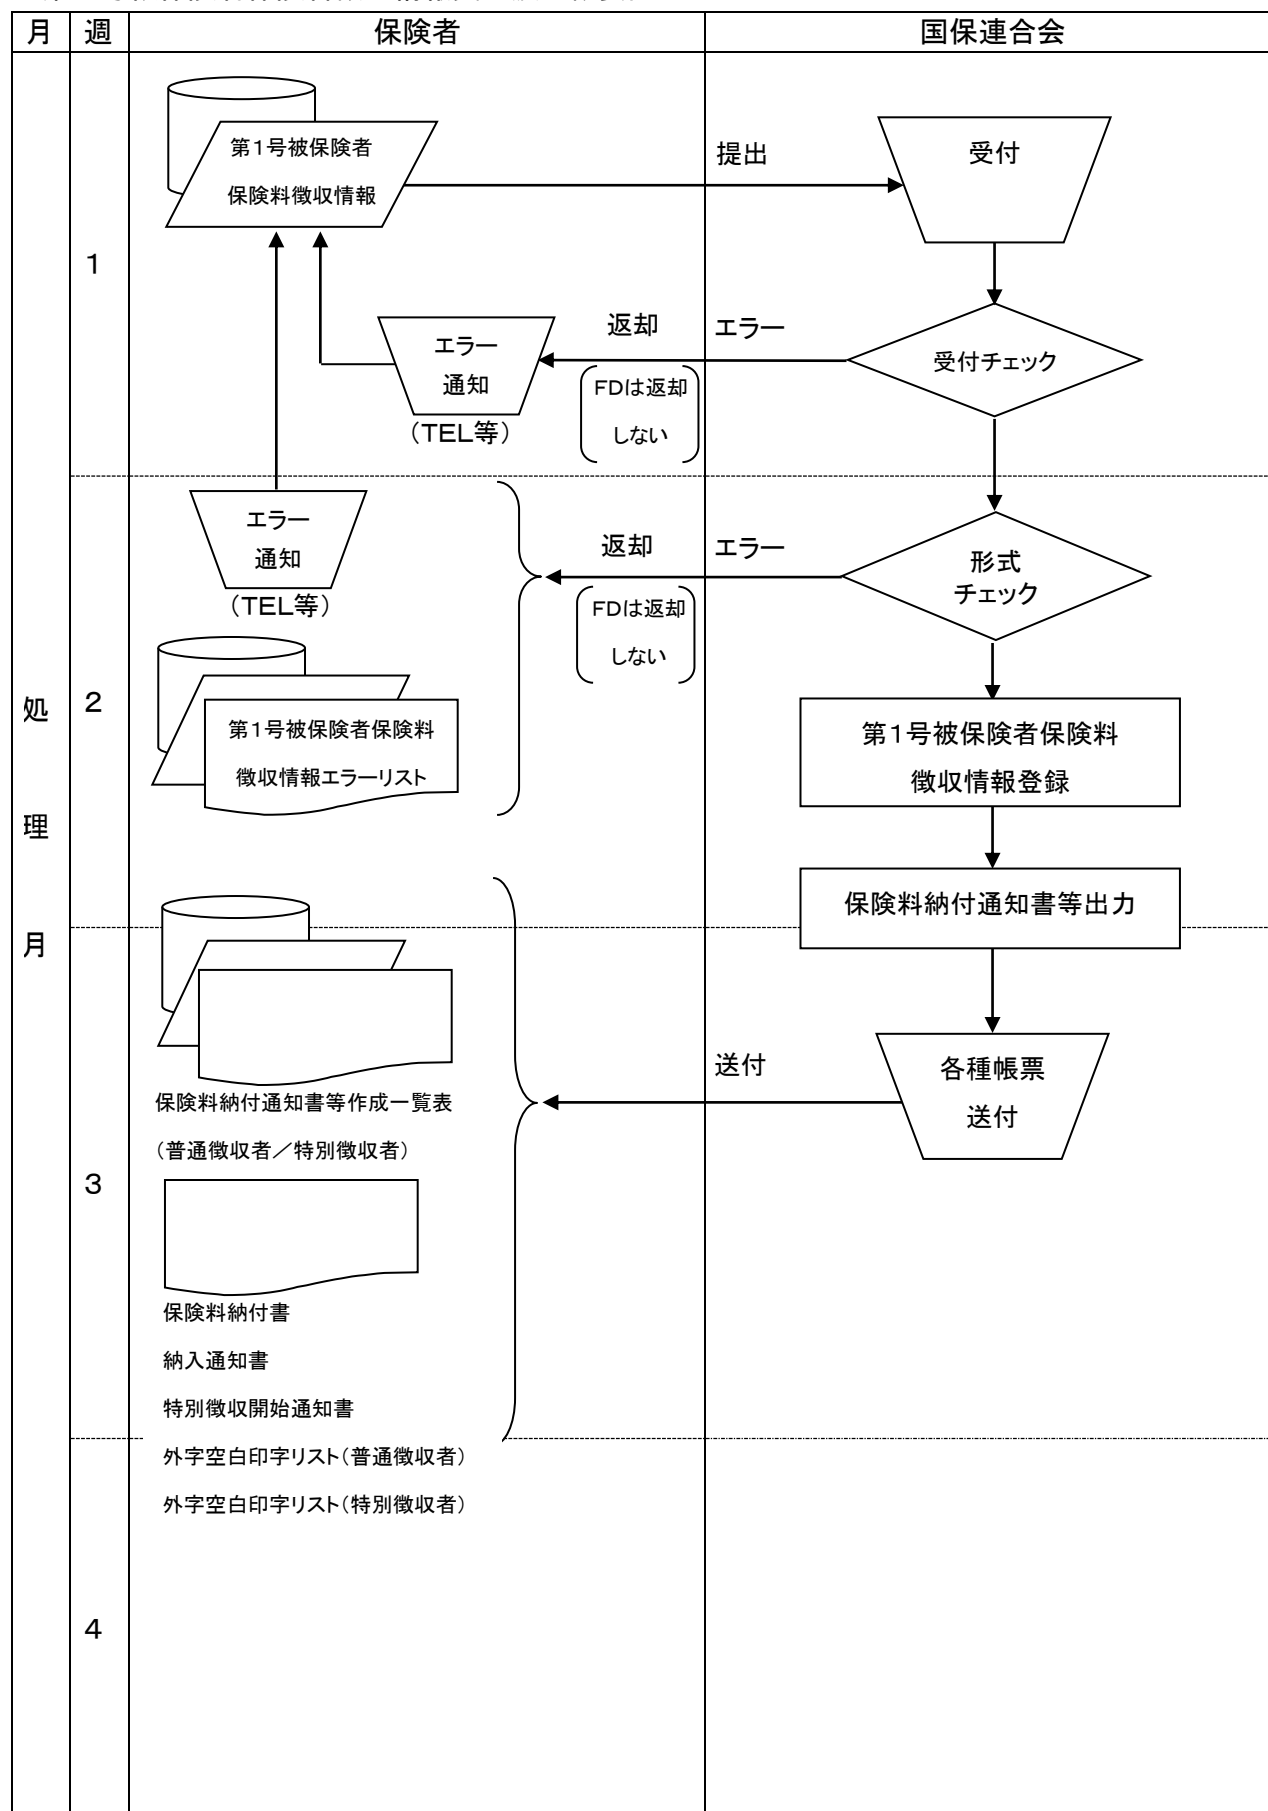 月 週 保険者 国保連合会
第1号被保険者
保険料徴収情報
提出
受付
1
エラー
通知
(TEL等)
返却
エラー
FDは返却
しない
受付チェック
エラー
通知
(TEL等)
返却
エラー
FDは返却
しない
形式
チェック
処
理
月
2
第1号被保険者保険料
徴収情報エラーリスト
第1号被保険者保険料
徴収情報登録
保険料納付通知書等出力
送付
各種帳票
送付
保険料納付通知書等作成一覧表
(普通徴収者/特別徴収者)
3
保険料納付書
納入通知書
特別徴収開始通知書
外字空白印字リスト(普通徴収者)
外字空白印字リスト(特別徴収者)
4